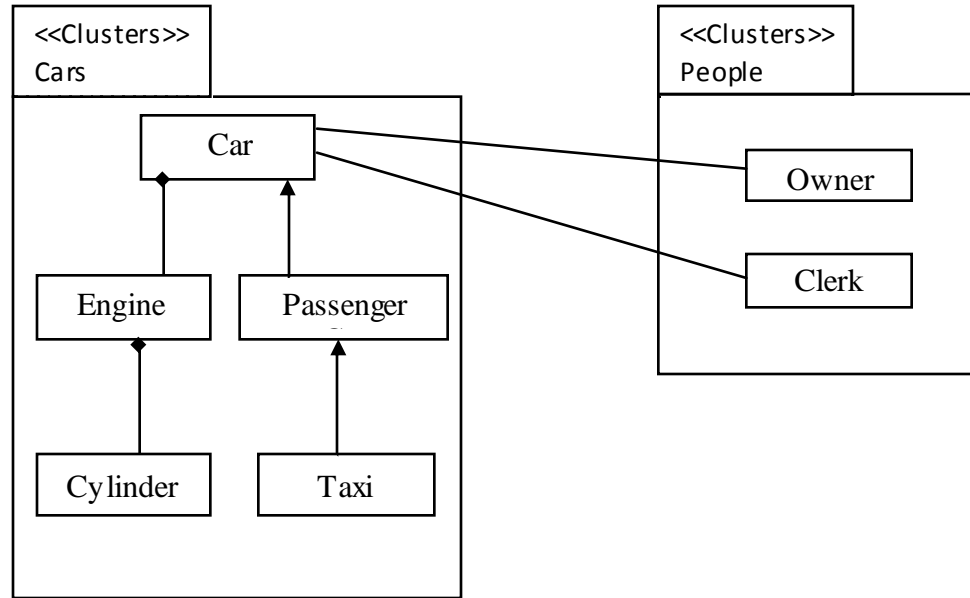 <<Clusters>>
Cars
<<Clusters>>
People
Car
Owner
Clerk
Engine
Passenger
Cylinder
Taxi